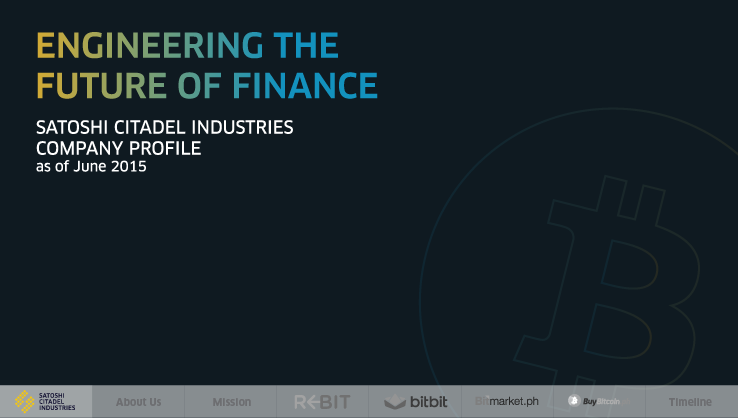 ENGINEERING THE
FUTURE OF FINANCE
SATOSHI CITADEL INDUSTRIES
COMPANY PROFILE
as of June 2015
SATOSHI
CITADEL
INDUSTRIES
About Us
Mission
REBIT
bitbit
Bitmarket.ph
BuyBitcoin
Timeline